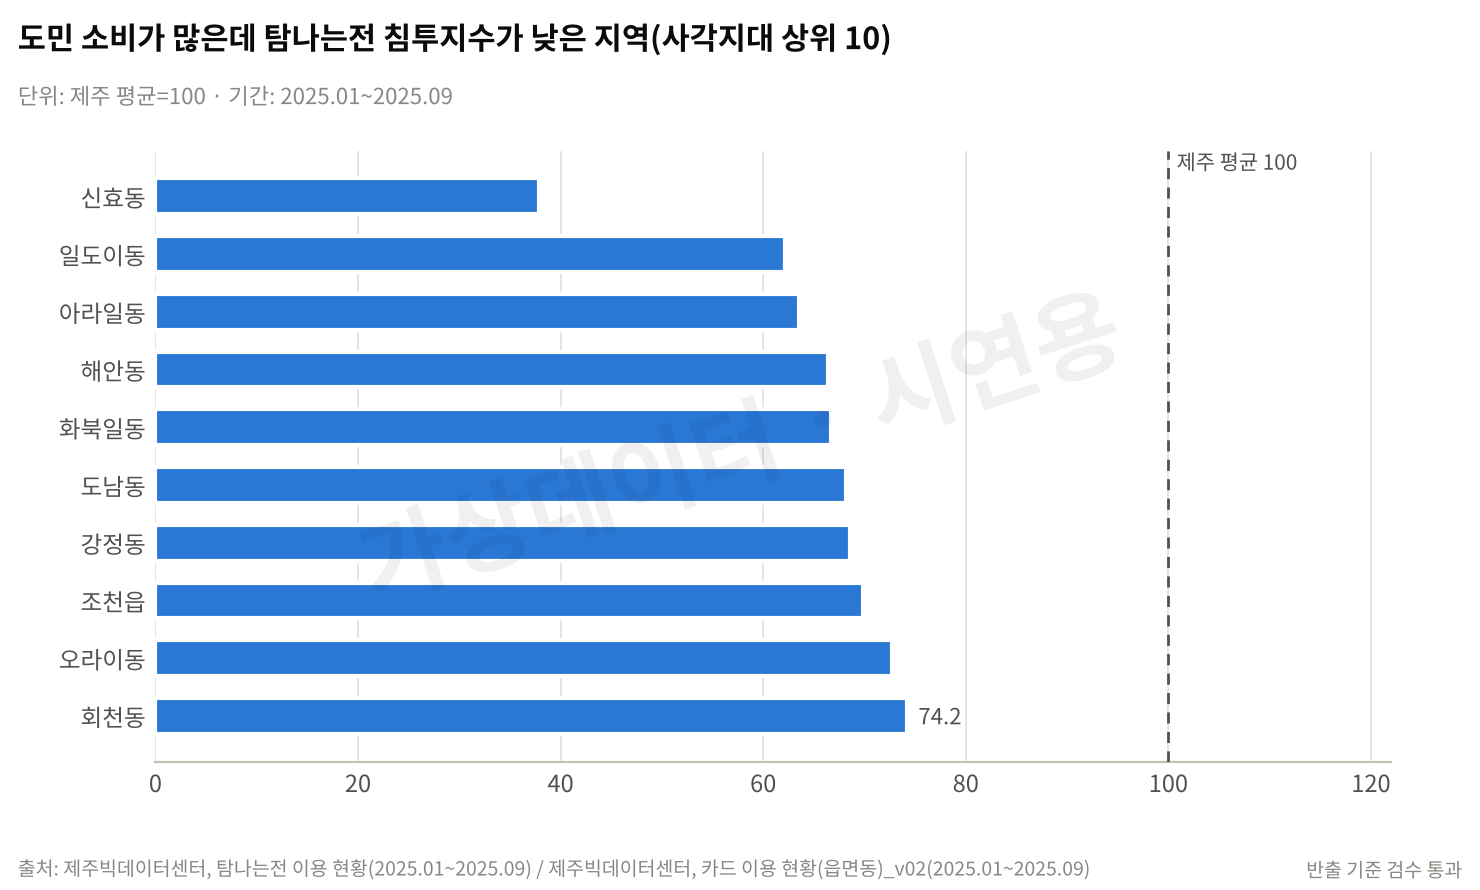 도민 소비가 많은데 탐나는전 침투지수가 낮은 지역(사각지대 상위 10)
단위: 제주 평균=100 · 기간: 2025.01~2025.09
제주 평균 100
신효동
일도이동
아라일동
해안동
화북일동
도남동
강정동
조천읍
오라이동
회천동 74.2
0 20 40 60 80 100 120
가상데이터 · 시연용
출처: 제주빅데이터센터, 탐나는전 이용 현황(2025.01~2025.09) / 제주빅데이터센터, 카드 이용 현황(읍면동)_v02(2025.01~2025.09)
반출 기준 검수 통과